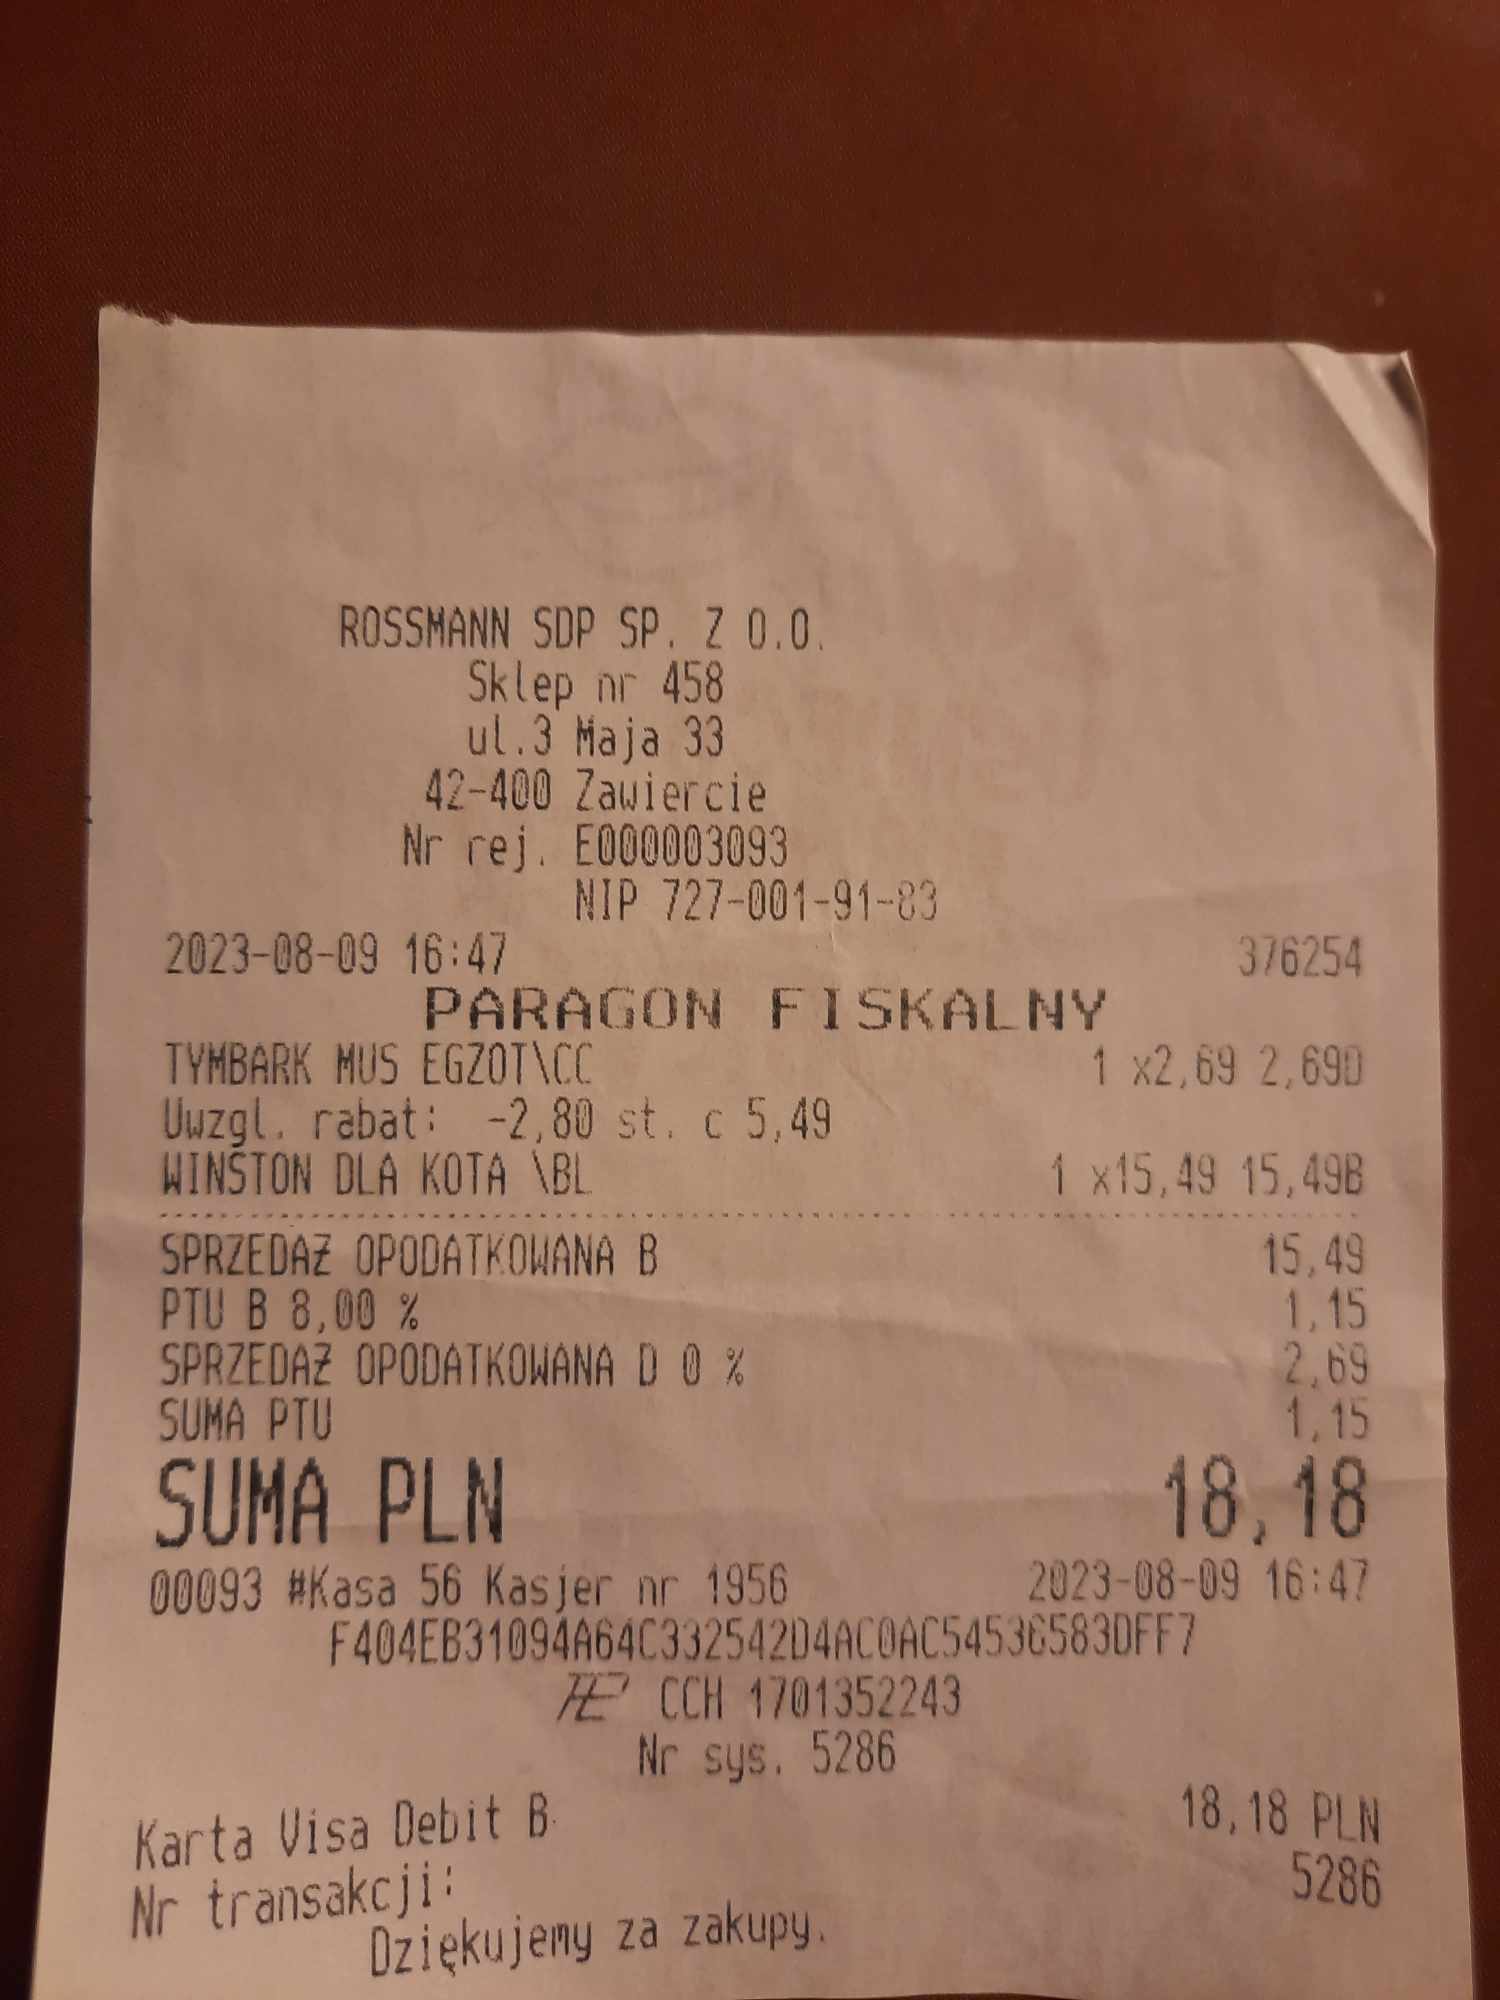 ROSSMANN SDP SP. Z O.O.
Sklep nr 458
ul.3 Maja 33
42-400 Zawiercie
Nr rej. E000003093
NIP 727-001-91-83
2023-08-09 16:47 376254
PARAGON FISKALNY
TYMBARK MUS EGZOT\CC 1 x2,69 2,69D
Uwzgl. rabat: -2,80 st. c 5,49
WINSTON DLA KOTA \BL 1 x15,49 15,49B
SPRZEDAŻ OPODATKOWANA B 15,49
PTU B 8,00 % 1,15
SPRZEDAŻ OPODATKOWANA D 0 % 2,69
SUMA PTU 1,15
SUMA PLN 18,18
00093 #Kasa 56 Kasjer nr 1956 2023-08-09 16:47
F404EB31094A64C332542D4AC0AC54536583DFF7
CCH 1701352243
Nr sys. 5286
Karta Visa Debit B 18,18 PLN
Nr transakcji: 5286
Dziękujemy za zakupy.